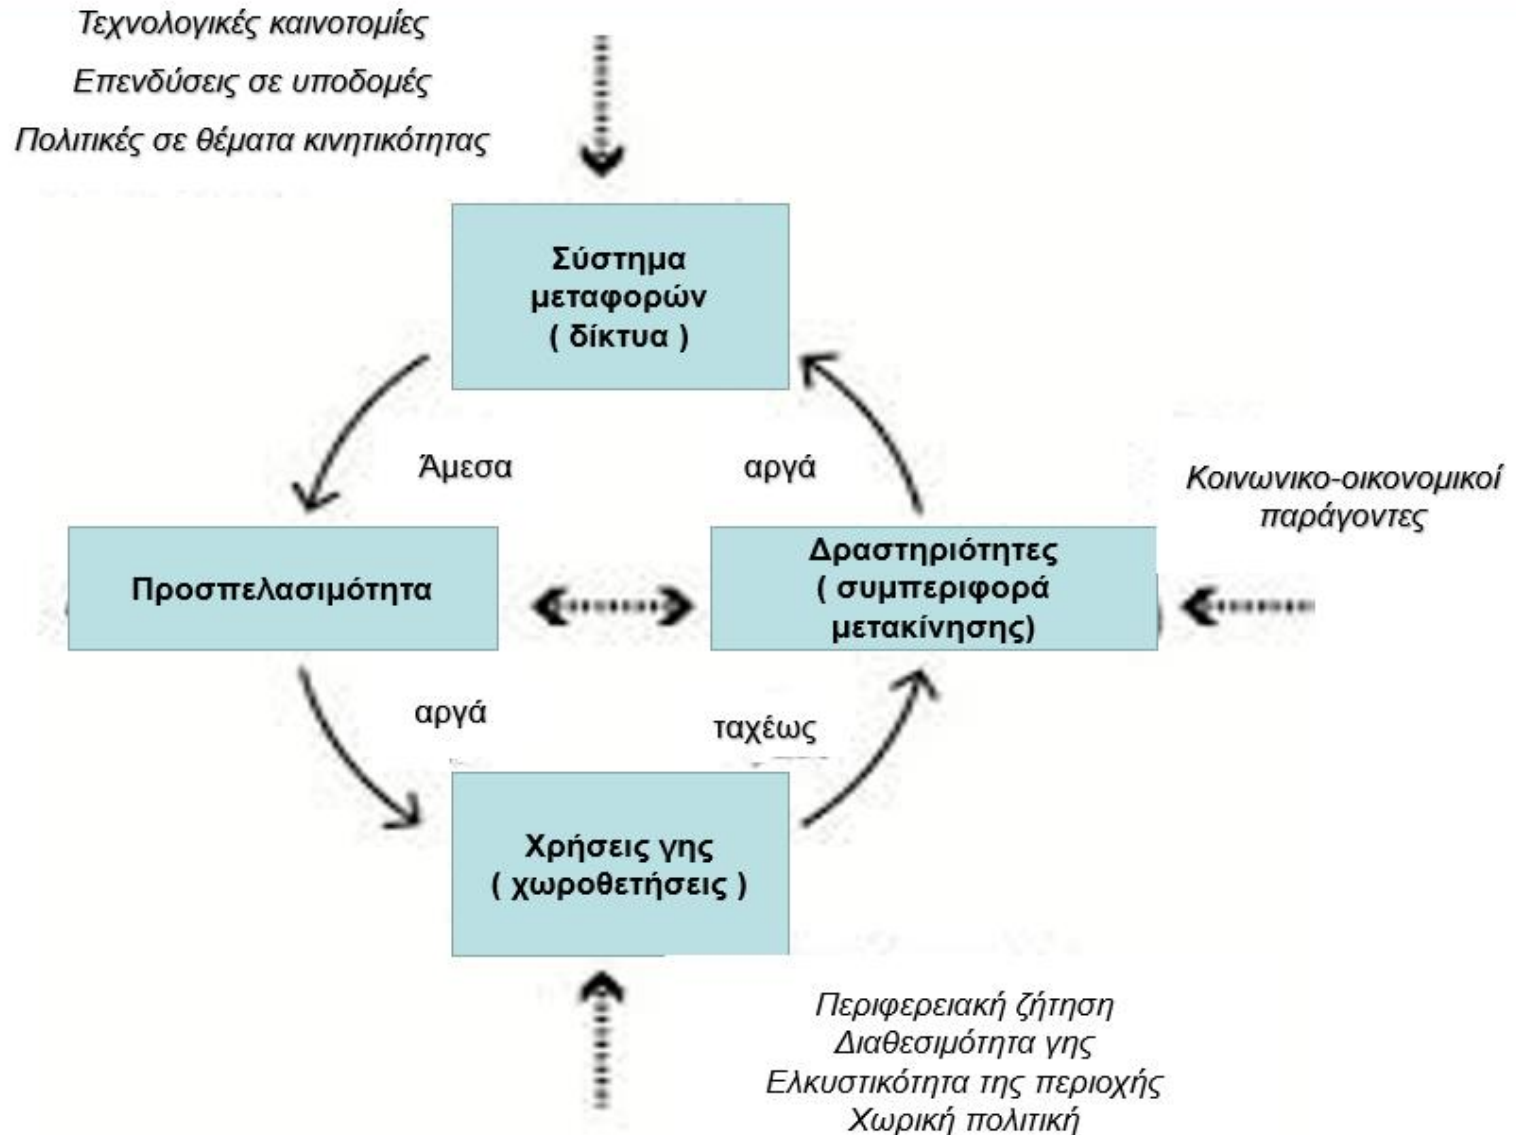 Τεχνολογικές καινοτομίες
Επενδύσεις σε υποδομές
Πολιτικές σε θέματα κινητικότητας
Σύστημα
μεταφορών
( δίκτυα )
Άμεσα
αργά
Κοινωνικο-οικονομικοί
παράγοντες
Προσπελασιμότητα
Δραστηριότητες
( συμπεριφορά
μετακίνησης)
αργά
ταχέως
Χρήσεις γης
( χωροθετήσεις )
Περιφερειακή ζήτηση
Διαθεσιμότητα γης
Ελκυστικότητα της περιοχής
Χωρική πολιτική